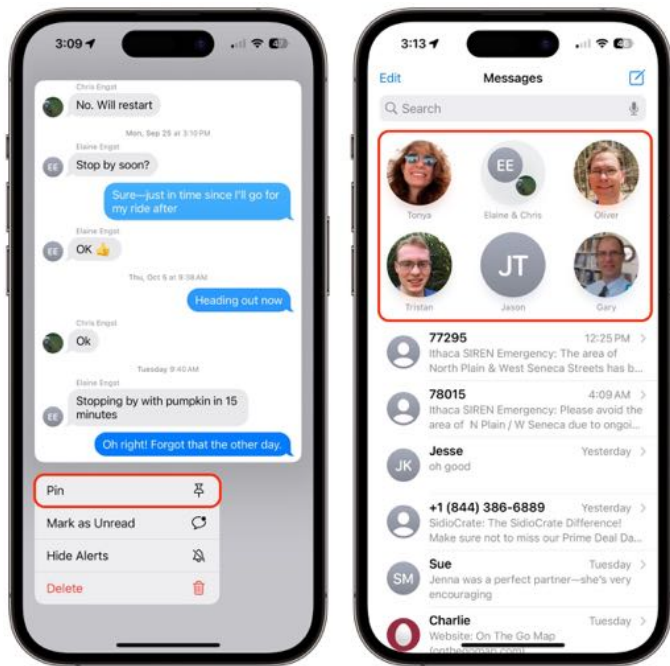 3:09
47
Chris Engst
No. Will restart
Mon, Sep 25 at 3:10 PM
Elaine Engst
EE
Stop by soon?
Sure—just in time since I'll go for
my ride after
Elaine Engst
EE
OK 👍
Thu, Oct 5 at 9:38 AM
Heading out now
Chris Engst
Ok
Tuesday 9:40 AM
Elaine Engst
EE
Stopping by with pumpkin in 15
minutes
Oh right! Forgot that the other day.
Pin
Mark as Unread
Hide Alerts
Delete
3:13
Edit
Messages
Search
EE
Tonya
Elaine & Chris
Oliver
JT
Tristan
Jason
Gary
77295
12:25 PM
Ithaca SIREN Emergency: The area of
North Plain & West Seneca Streets has b...
78015
4:09 AM
Ithaca SIREN Emergency: Please avoid the
area of N Plain / W Seneca due to ongoi...
JK
Jesse
Yesterday
oh good
+1 (844) 386-6889
Yesterday
SidioCrate: The SidioCrate Difference!
Make sure not to miss our Prime Deal Da...
SM
Sue
Tuesday
Jenna was a perfect partner—she's very
encouraging
Charlie
Tuesday
Website: On The Go Map